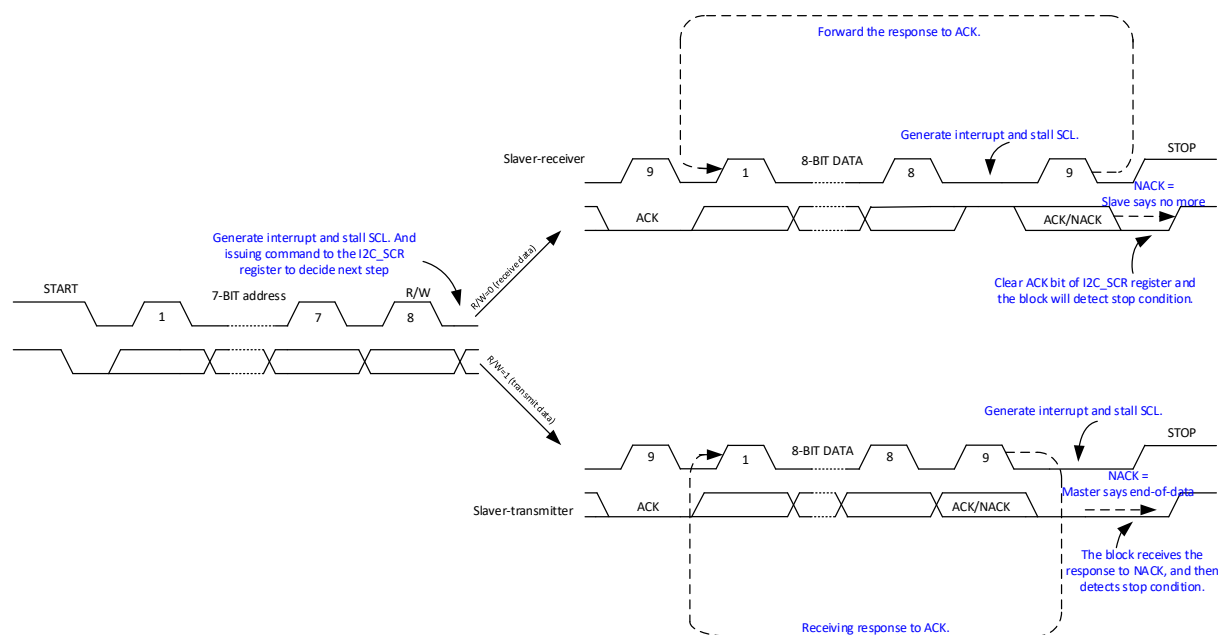 Forward the response to ACK.
Generate interrupt and stall SCL.
STOP
Slaver-receiver
8-BIT DATA
9
1
8
9
NACK =
Slave says no more
ACK
ACK/NACK
Generate interrupt and stall SCL. And
issuing command to the I2C_SCR
register to decide next step
R/W=0 (receive data)
Clear ACK bit of I2C_SCR register and
the block will detect stop condition.
START
7-BIT address
R/W
1
7
8
R/W=1 (transmit data)
Generate interrupt and stall SCL.
STOP
8-BIT DATA
9
1
8
9
NACK =
Master says end-of-data
Slaver-transmitter
ACK
ACK/NACK
The block receives the
response to NACK, and then
detects stop condition.
Receiving response to ACK.